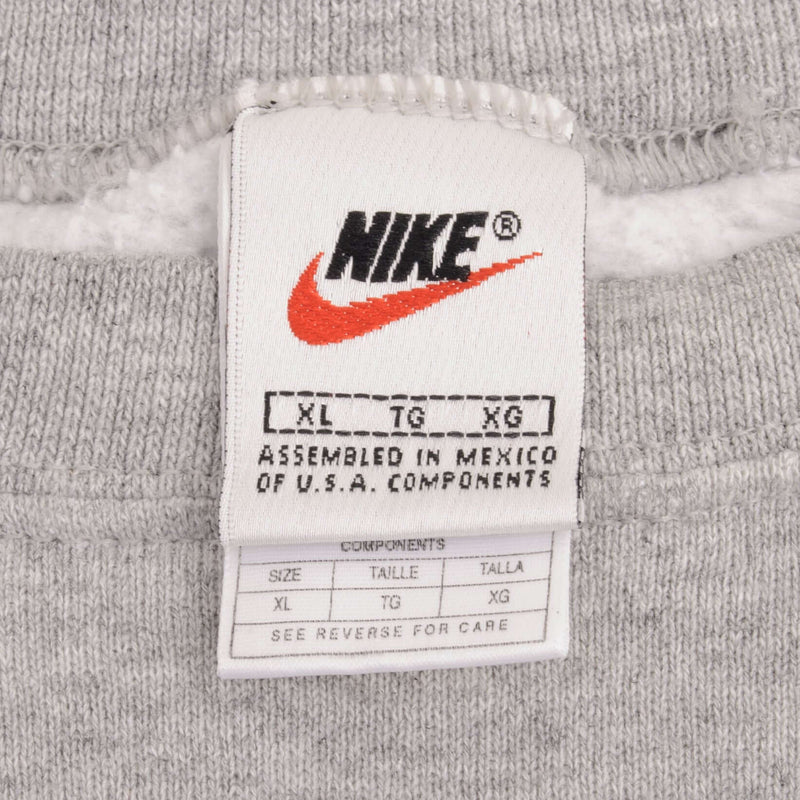 NIKE®
XL TG XG
ASSEMBLED IN MEXICO
OF U.S.A. COMPONENTS
COMPONENTS
SIZE TAILLE TALLA
XL TG XG
SEE REVERSE FOR CARE